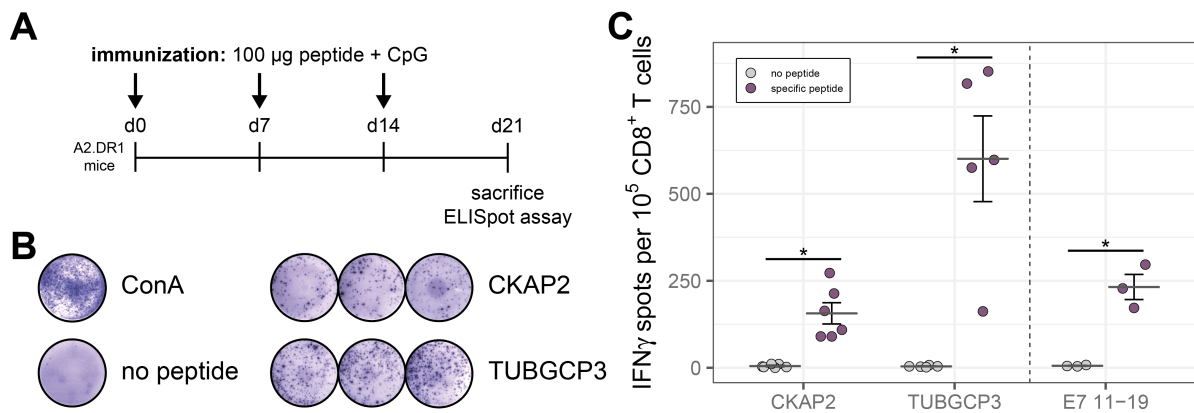 A
immunization: 100 µg peptide + CpG
d0 d7 d14 d21
A2.DR1
mice
sacrifice
ELISpot assay
B
ConA
CKAP2
no peptide
TUBGCP3
C
IFNγ spots per 10⁵ CD8⁺ T cells
no peptide
specific peptide
*
*
*
750
500
250
0
CKAP2 TUBGCP3 E7 11−19